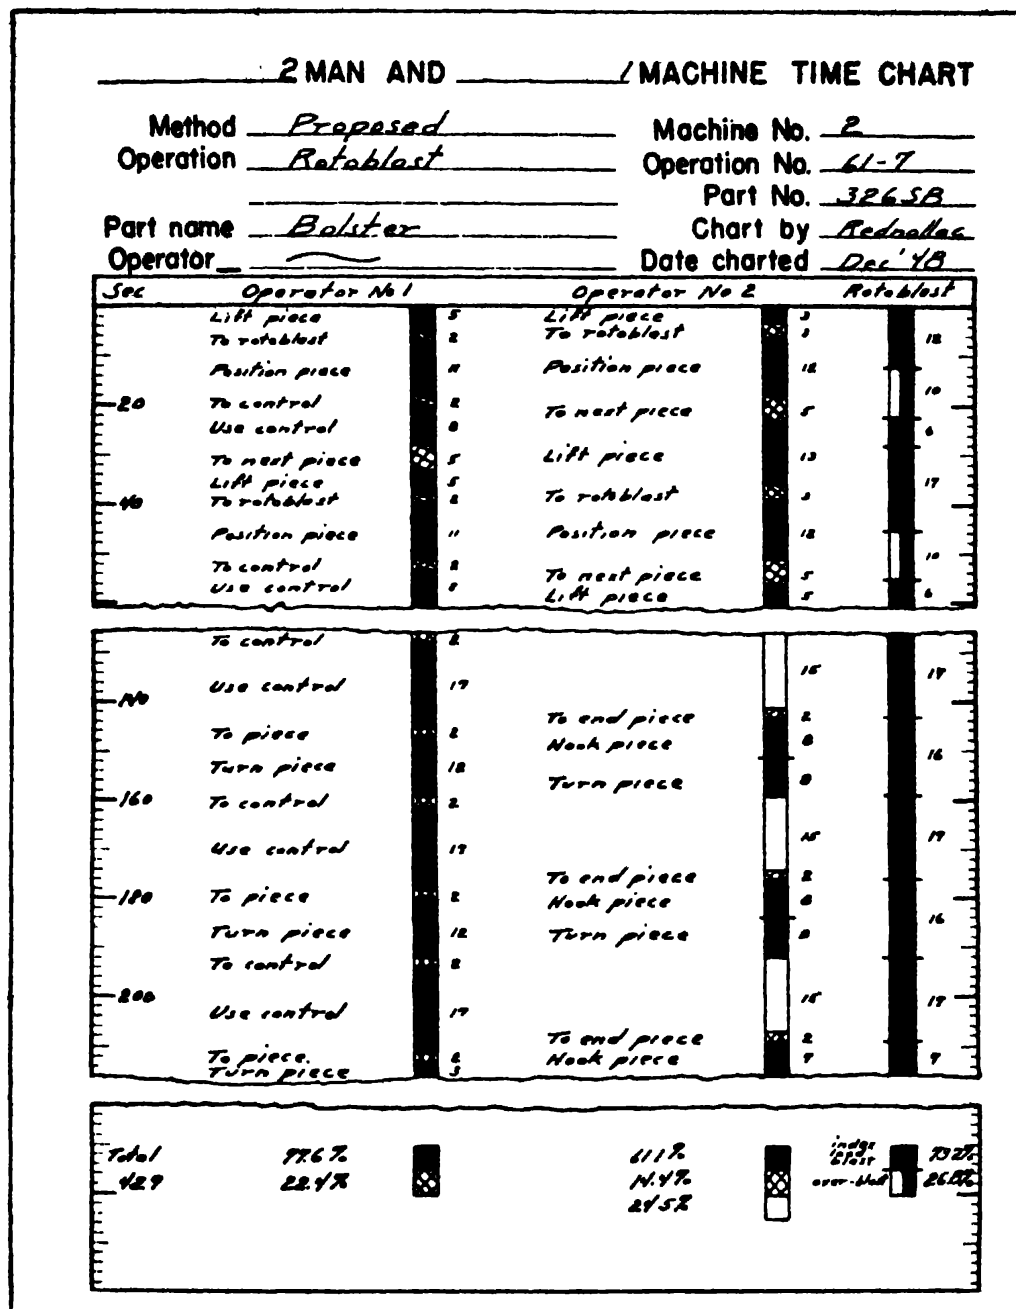 2 MAN AND 1 MACHINE TIME CHART
Method Proposed Machine No. 2
Operation Rotoblast Operation No. 61-7
Part No. 326SB
Part name Bolster Chart by
Operator Date charted Dec '48
Sec Operator No 1 Operator No 2 Rotoblast
Lift piece 5 Lift piece 3
To rotoblast 2 To rotoblast 3 12
Position piece 11 Position piece 12
10
20 To control 2 To next piece 5
Use control 8 6
To next piece 5 Lift piece 13
Lift piece 5 17
40 To rotoblast 2 To rotoblast 3
Position piece 11 Position piece 12
To control 2 To next piece 5 10
Use control 8 Lift piece 5 6
To control 2
Use control 17 15 17
140
To end piece 2
To piece 2 Hook piece 8
Turn piece 12 Turn piece 8 16
160 To control 2
Use control 17 15 17
To end piece 2
180 To piece 2 Hook piece 8
Turn piece 12 Turn piece 8 16
To control 2
200
Use control 17 15 17
To end piece 2
To piece 2 Hook piece 7 7
Turn piece 3
Total 77.6% 61.1% index load blast 73.2%
429 22.4% 14.4% over-blast 26.8%
24.5%